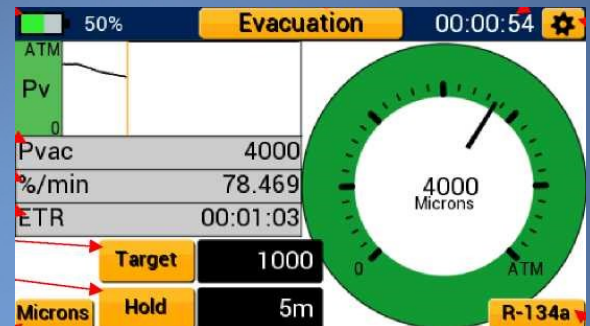 50% Evacuation 00:00:54
ATM
Pv
0
Pvac 4000
%/min 78.469
ETR 00:01:03
Target 1000
Microns Hold 5m
4000
Microns
0 ATM
R-134a